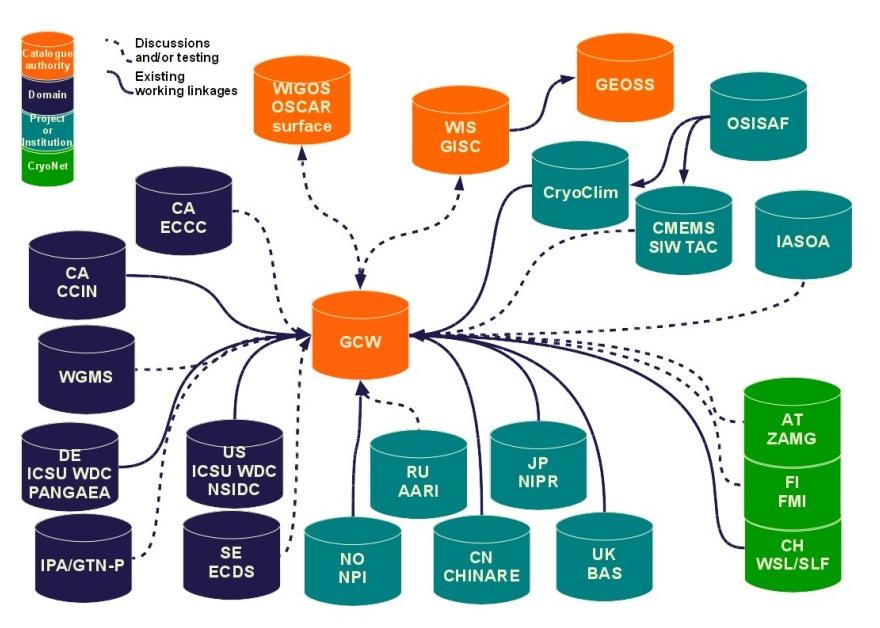 Catalogue
authority
Domain
Project
or
Institution
CryoNet
Discussions
and/or testing
Existing
working linkages
WIGOS
OSCAR
surface
WIS
GISC
GEOSS
OSISAF
CryoClim
CMEMS
SIW TAC
IASOA
CA
ECCC
CA
CCIN
GCW
WGMS
DE
ICSU WDC
PANGAEA
US
ICSU WDC
NSIDC
RU
AARI
JP
NIPR
AT
ZAMG
FI
FMI
CH
WSL/SLF
IPA/GTN-P
SE
ECDS
NO
NPI
CN
CHINARE
UK
BAS